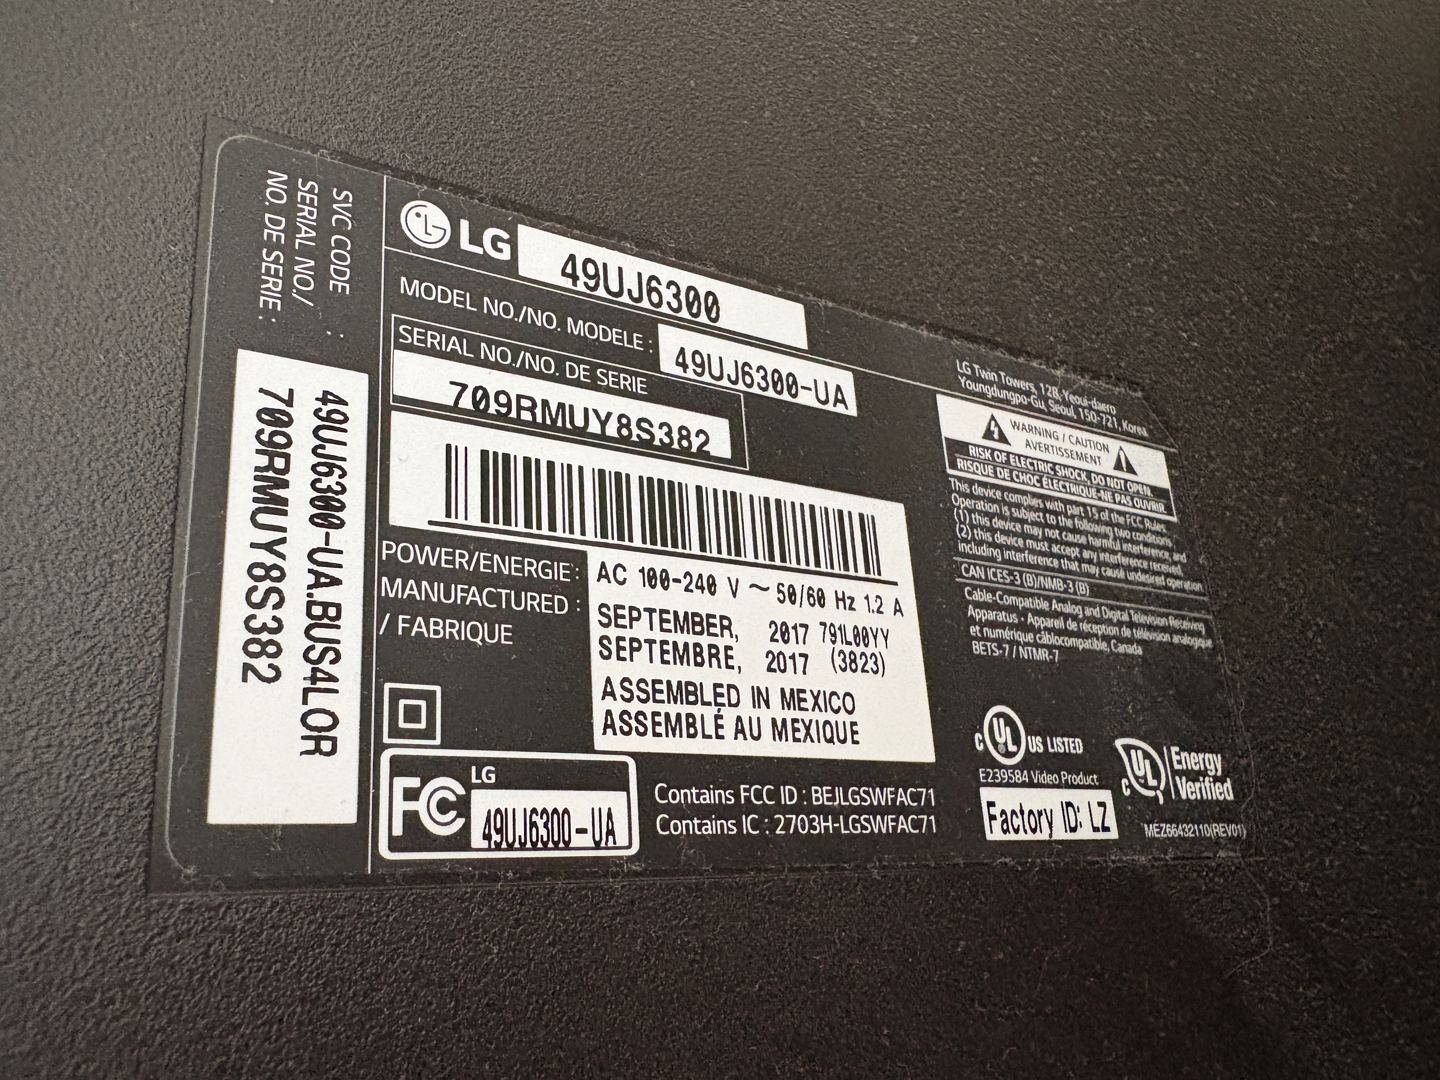 SVC CODE :
SERIAL NO./ :
NO. DE SERIE :
49UJ6300-UA.BUS4LOR
709RMUY8S382
LG 49UJ6300
MODEL NO./NO. MODELE : 49UJ6300-UA
SERIAL NO./NO. DE SERIE
709RMUY8S382
POWER/ENERGIE : AC 100-240 V ~ 50/60 Hz 1.2 A
MANUFACTURED : SEPTEMBER, 2017 791L00YY
/ FABRIQUE SEPTEMBRE, 2017 (3823)
ASSEMBLED IN MEXICO
ASSEMBLÉ AU MEXIQUE
FC LG
49UJ6300-UA
Contains FCC ID : BEJLGSWFAC71
Contains IC : 2703H-LGSWFAC71
LG Twin Towers, 128, Yeoui-daero
Youngdungpo-Gu, Seoul, 150-721, Korea
WARNING / CAUTION
AVERTISSEMENT
RISK OF ELECTRIC SHOCK, DO NOT OPEN.
RISQUE DE CHOC ÉLECTRIQUE-NE PAS OUVRIR.
This device complies with part 15 of the FCC Rules.
Operation is subject to the following two conditions.
(1) this device may not cause harmful interference, and
(2) this device must accept any interference received,
including interference that may cause undesired operation.
CAN ICES-3 (B)/NMB-3 (B)
Cable-Compatible Analog and Digital Television Receiving
Apparatus - Appareil de réception de télévision analogique
et numérique câblocompatible, Canada
BETS-7 / NTMR-7
C UL US LISTED
E239584 Video Product
Factory ID: LZ
C UL Energy
Verified
MEZ66432110(REV01)